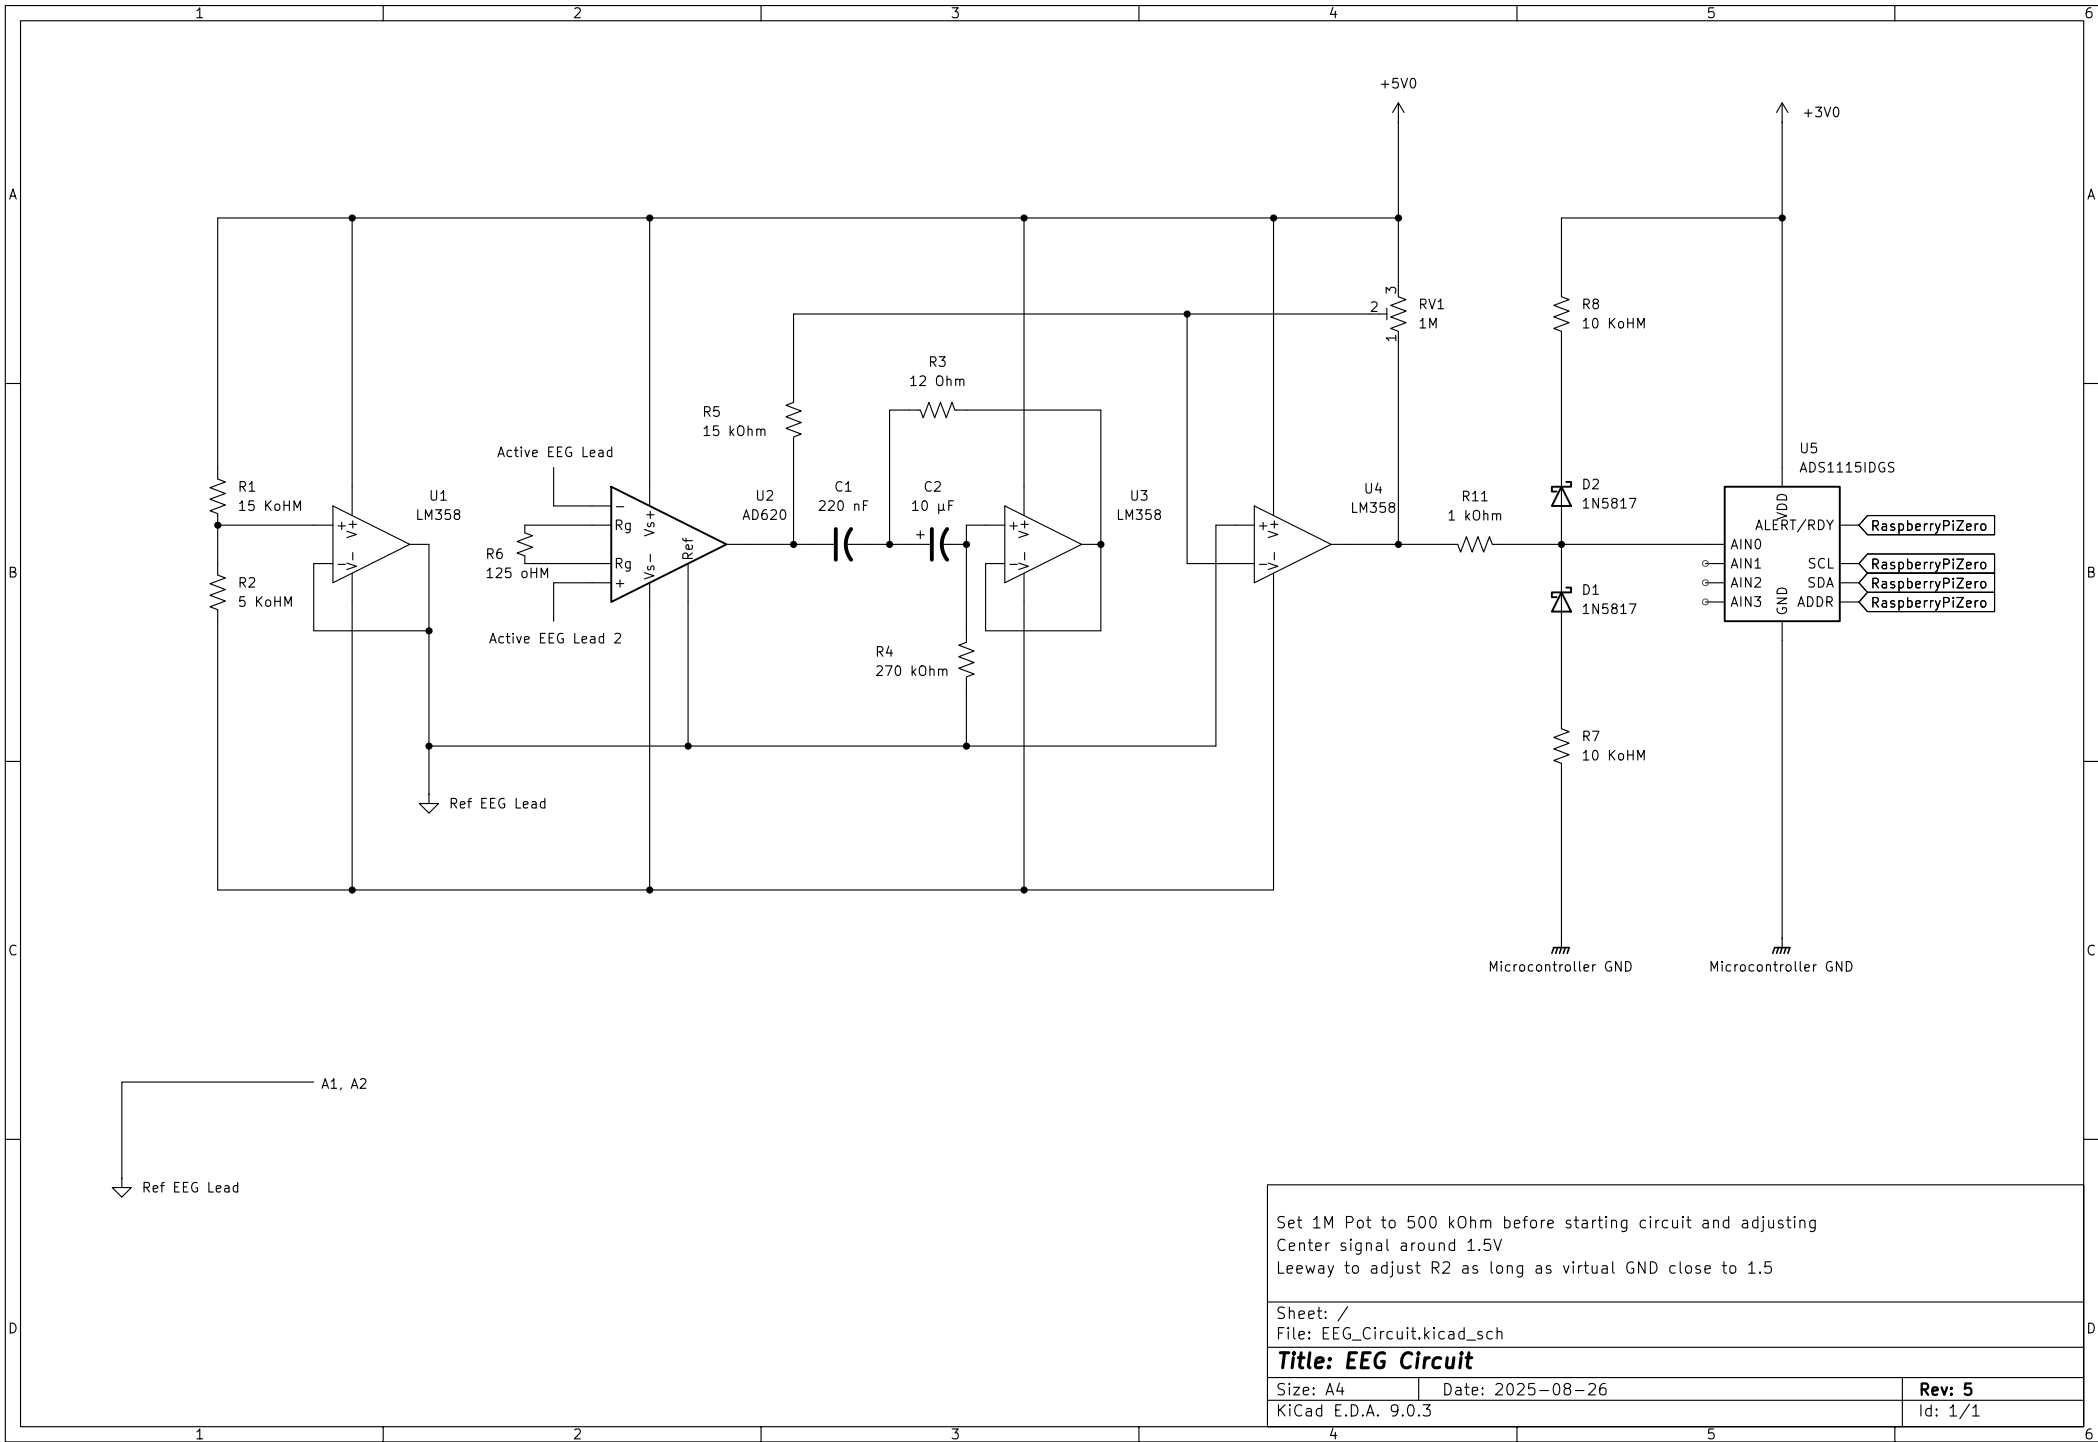 1 2 3 4 5 6
+5V0
+3V0
A A
3
2
1
RV1
1M
R8
10 KoHM
R3
12 Ohm
R5
15 kOhm
Active EEG Lead
U5
ADS1115IDGS
R1
15 KoHM
U1
LM358
U2
AD620
C1
220 nF
C2
10 µF
U3
LM358
U4
LM358
R11
1 kOhm
D2
1N5817
+ V+
- V-
-
Rg
Rg
+
Vs+
Vs-
Ref
+
+ V+
- V-
+ V+
- V-
R6
125 oHM
VDD
ALERT/RDY RaspberryPiZero
AIN0
AIN1 SCL RaspberryPiZero
AIN2 SDA RaspberryPiZero
AIN3 GND ADDR RaspberryPiZero
B B
R2
5 KoHM
D1
1N5817
Active EEG Lead 2
R4
270 kOhm
R7
10 KoHM
Ref EEG Lead
C C
Microcontroller GND
Microcontroller GND
A1, A2
Ref EEG Lead
Set 1M Pot to 500 kOhm before starting circuit and adjusting
Center signal around 1.5V
Leeway to adjust R2 as long as virtual GND close to 1.5
Sheet: /
File: EEG_Circuit.kicad_sch
D D
Title: EEG Circuit
Size: A4 Date: 2025-08-26 Rev: 5
KiCad E.D.A. 9.0.3 Id: 1/1
1 2 3 4 5 6